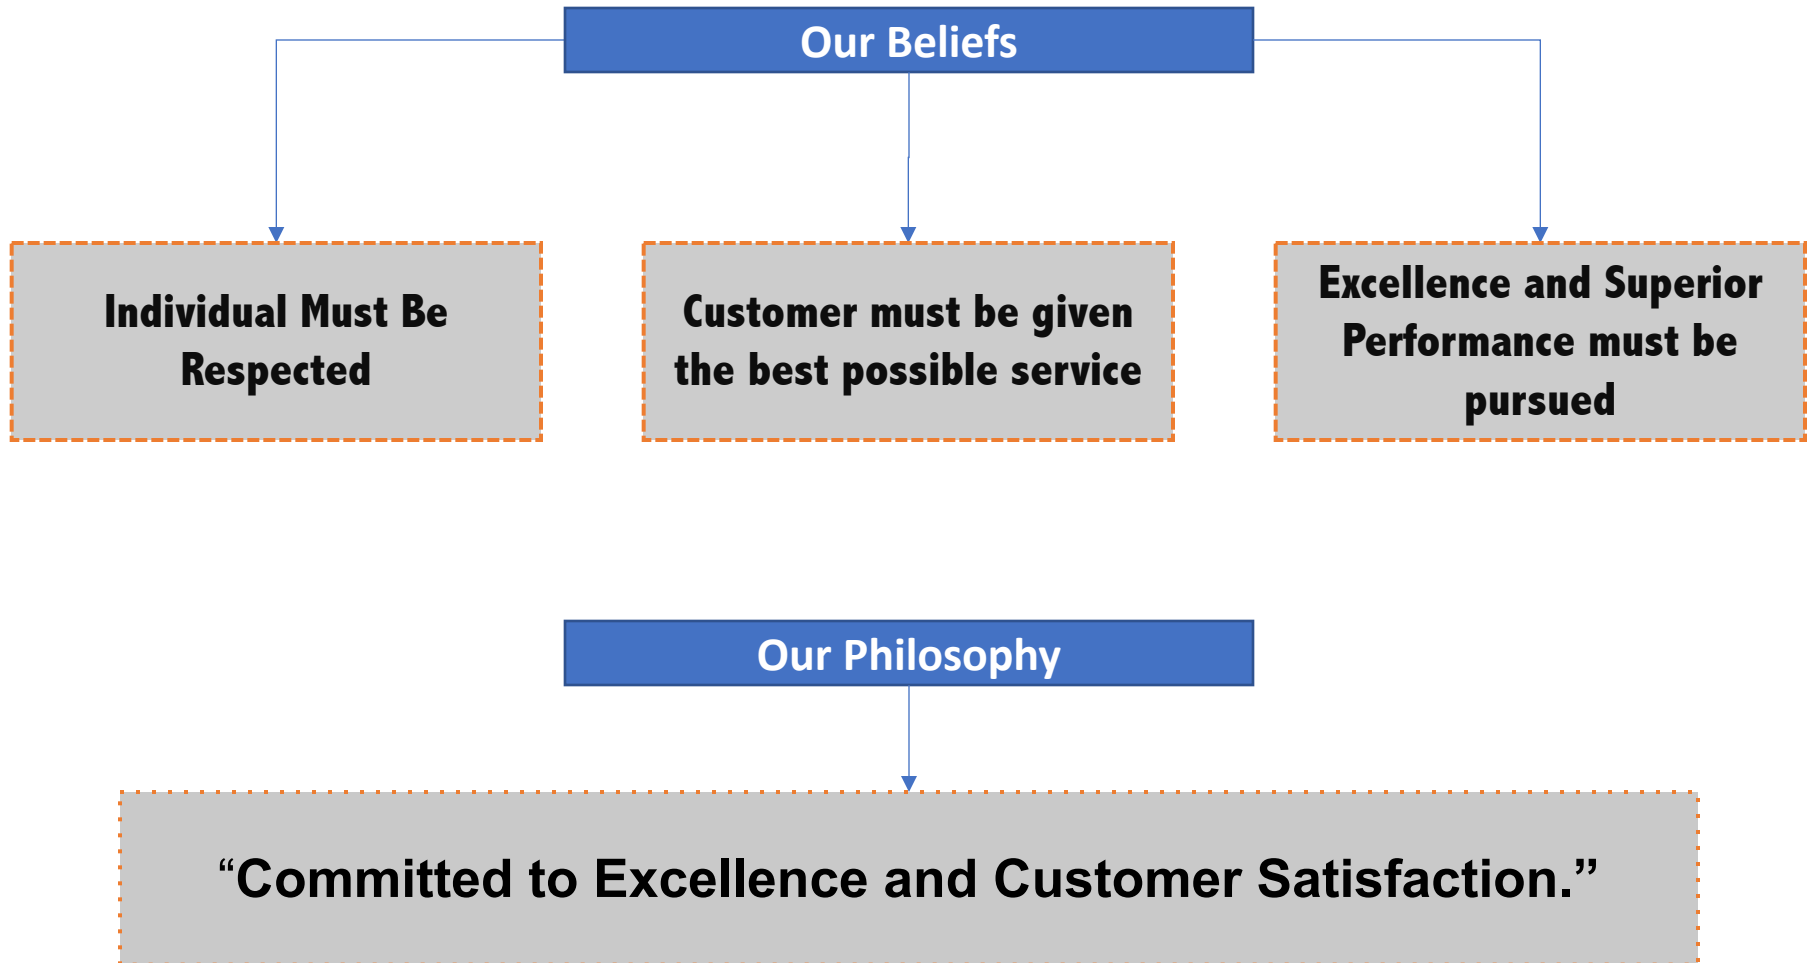 Our Beliefs
Individual Must Be
Respected
Customer must be given
the best possible service
Excellence and Superior
Performance must be
pursued
Our Philosophy
“Committed to Excellence and Customer Satisfaction.”